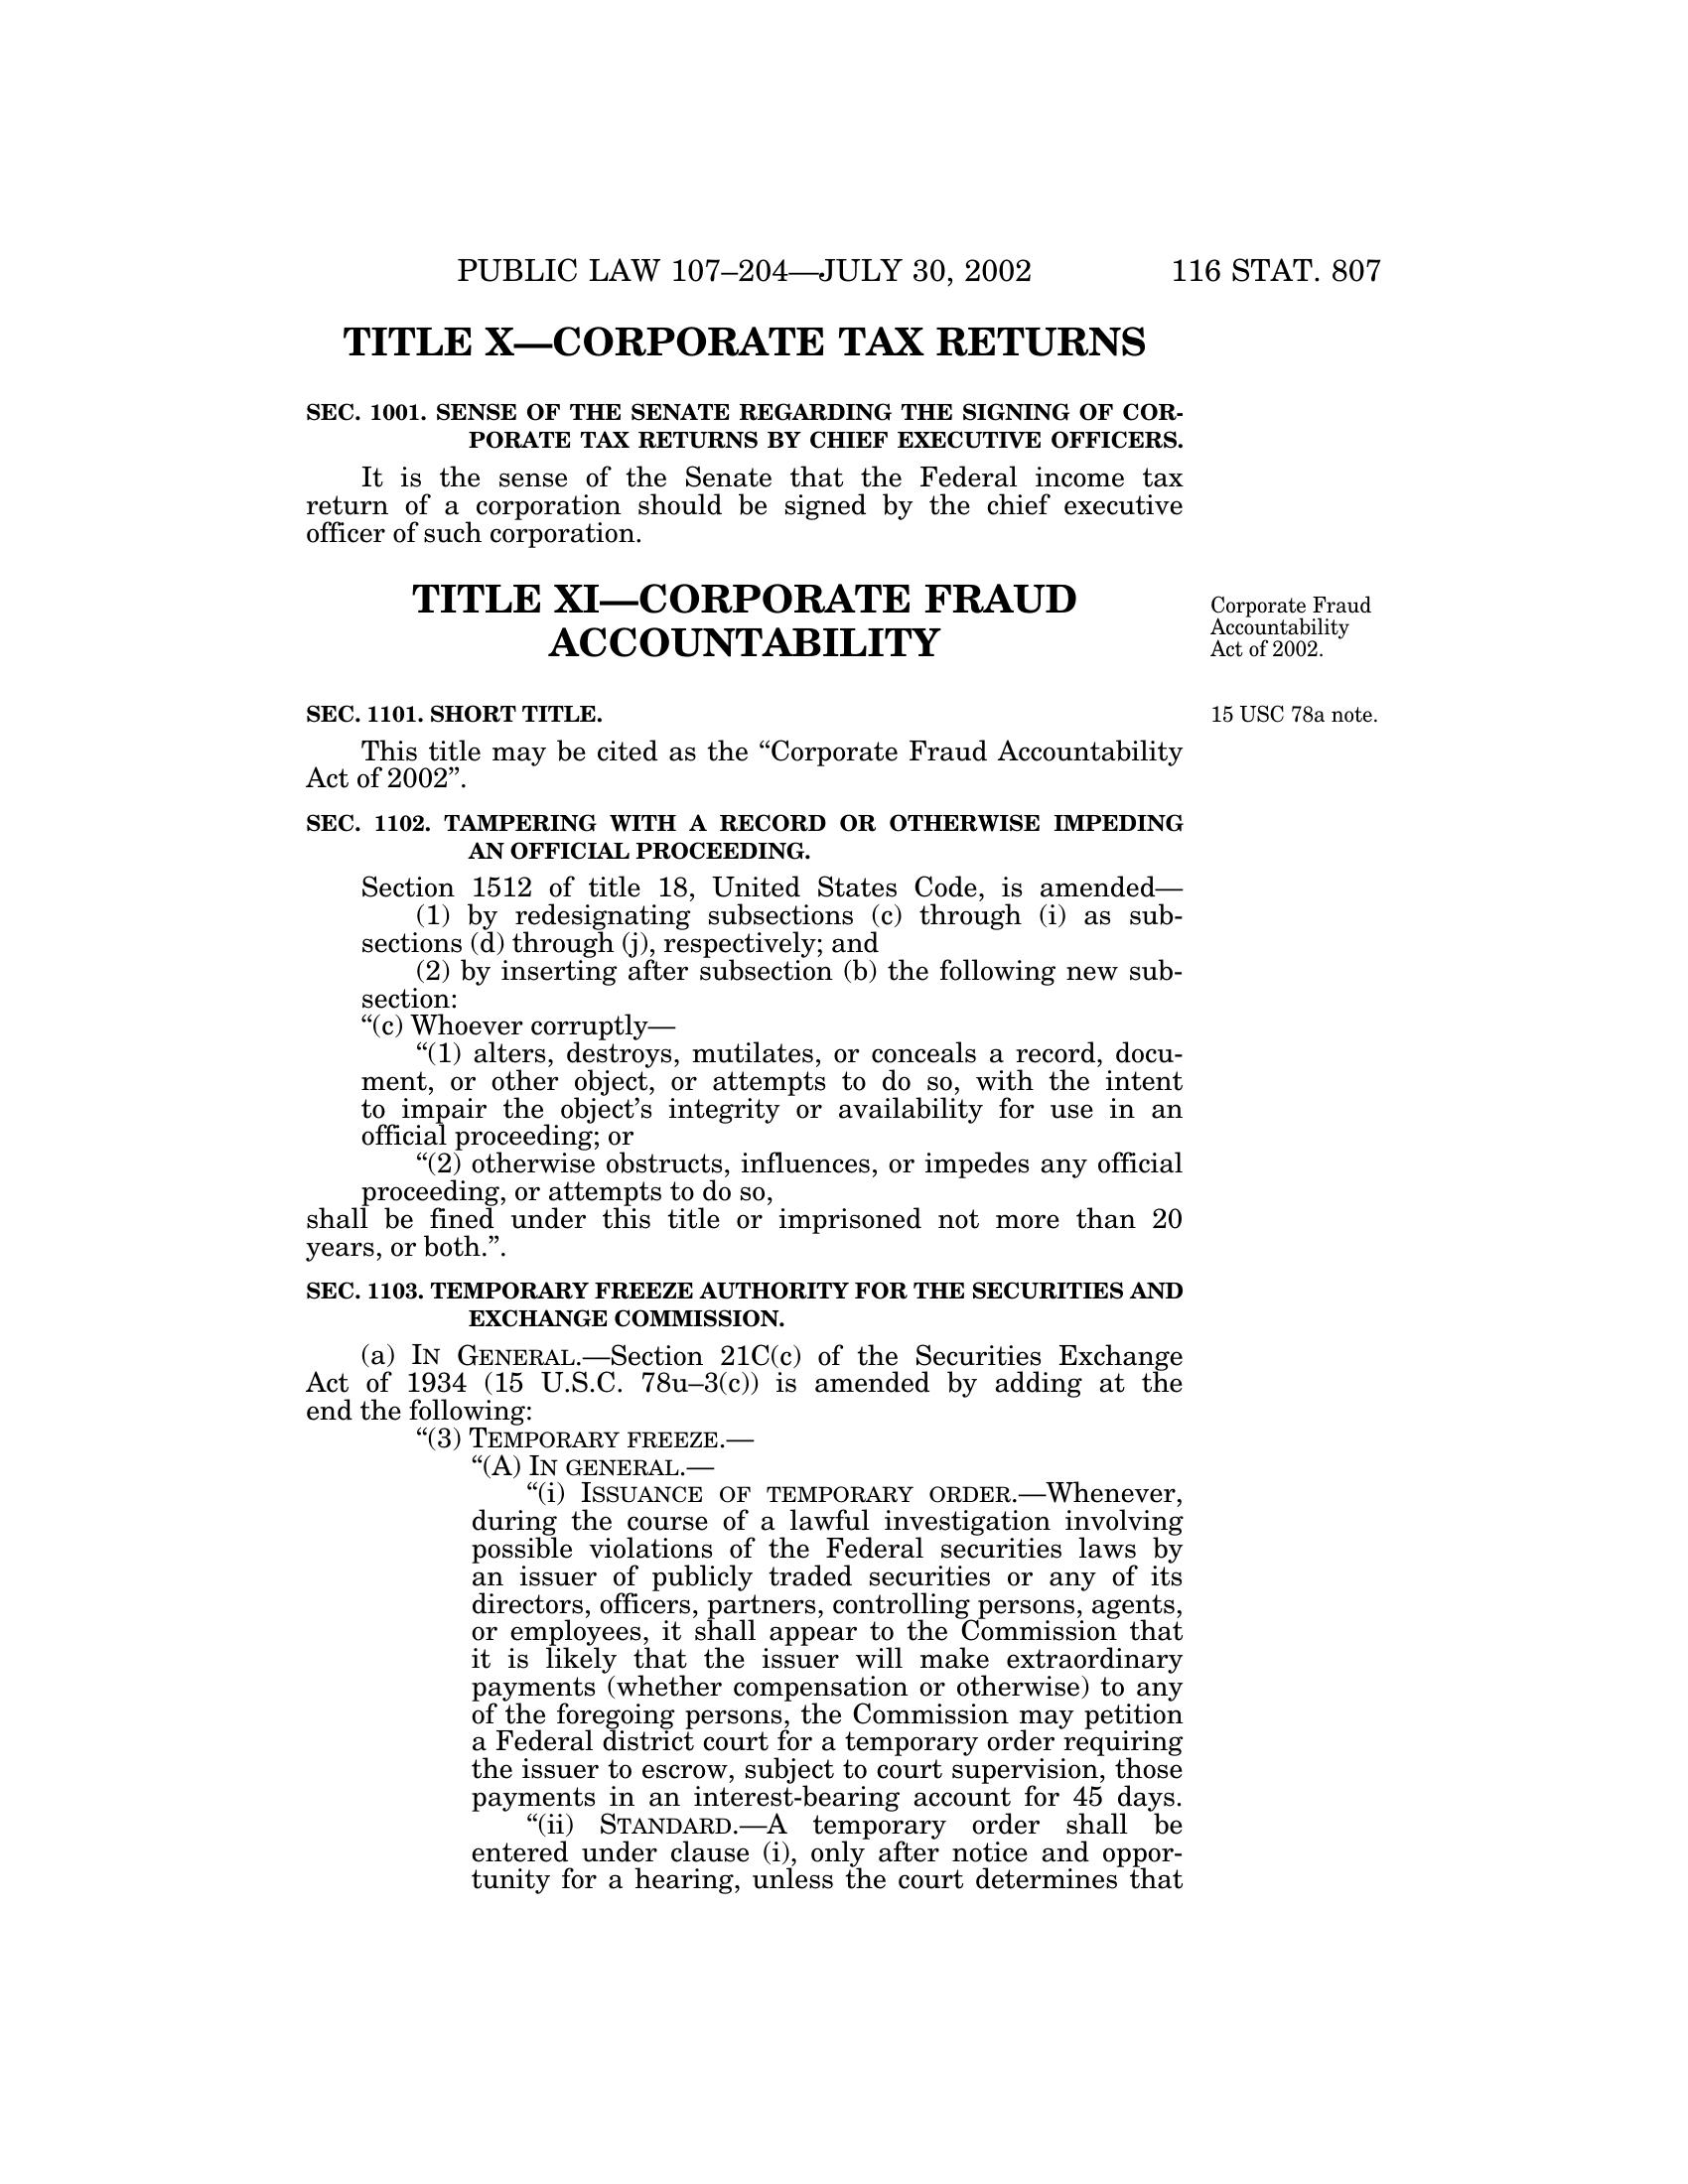 PUBLIC LAW 107–204—JULY 30, 2002 116 STAT. 807
TITLE X—CORPORATE TAX RETURNS
SEC. 1001. SENSE OF THE SENATE REGARDING THE SIGNING OF COR-
PORATE TAX RETURNS BY CHIEF EXECUTIVE OFFICERS.
It is the sense of the Senate that the Federal income tax
return of a corporation should be signed by the chief executive
officer of such corporation.
TITLE XI—CORPORATE FRAUD
ACCOUNTABILITY
Corporate Fraud
Accountability
Act of 2002.
SEC. 1101. SHORT TITLE.
15 USC 78a note.
This title may be cited as the “Corporate Fraud Accountability
Act of 2002”.
SEC. 1102. TAMPERING WITH A RECORD OR OTHERWISE IMPEDING
AN OFFICIAL PROCEEDING.
Section 1512 of title 18, United States Code, is amended—
(1) by redesignating subsections (c) through (i) as sub-
sections (d) through (j), respectively; and
(2) by inserting after subsection (b) the following new sub-
section:
“(c) Whoever corruptly—
“(1) alters, destroys, mutilates, or conceals a record, docu-
ment, or other object, or attempts to do so, with the intent
to impair the object’s integrity or availability for use in an
official proceeding; or
“(2) otherwise obstructs, influences, or impedes any official
proceeding, or attempts to do so,
shall be fined under this title or imprisoned not more than 20
years, or both.”.
SEC. 1103. TEMPORARY FREEZE AUTHORITY FOR THE SECURITIES AND
EXCHANGE COMMISSION.
(a) IN GENERAL.—Section 21C(c) of the Securities Exchange
Act of 1934 (15 U.S.C. 78u–3(c)) is amended by adding at the
end the following:
“(3) TEMPORARY FREEZE.—
“(A) IN GENERAL.—
“(i) ISSUANCE OF TEMPORARY ORDER.—Whenever,
during the course of a lawful investigation involving
possible violations of the Federal securities laws by
an issuer of publicly traded securities or any of its
directors, officers, partners, controlling persons, agents,
or employees, it shall appear to the Commission that
it is likely that the issuer will make extraordinary
payments (whether compensation or otherwise) to any
of the foregoing persons, the Commission may petition
a Federal district court for a temporary order requiring
the issuer to escrow, subject to court supervision, those
payments in an interest-bearing account for 45 days.
“(ii) STANDARD.—A temporary order shall be
entered under clause (i), only after notice and oppor-
tunity for a hearing, unless the court determines that